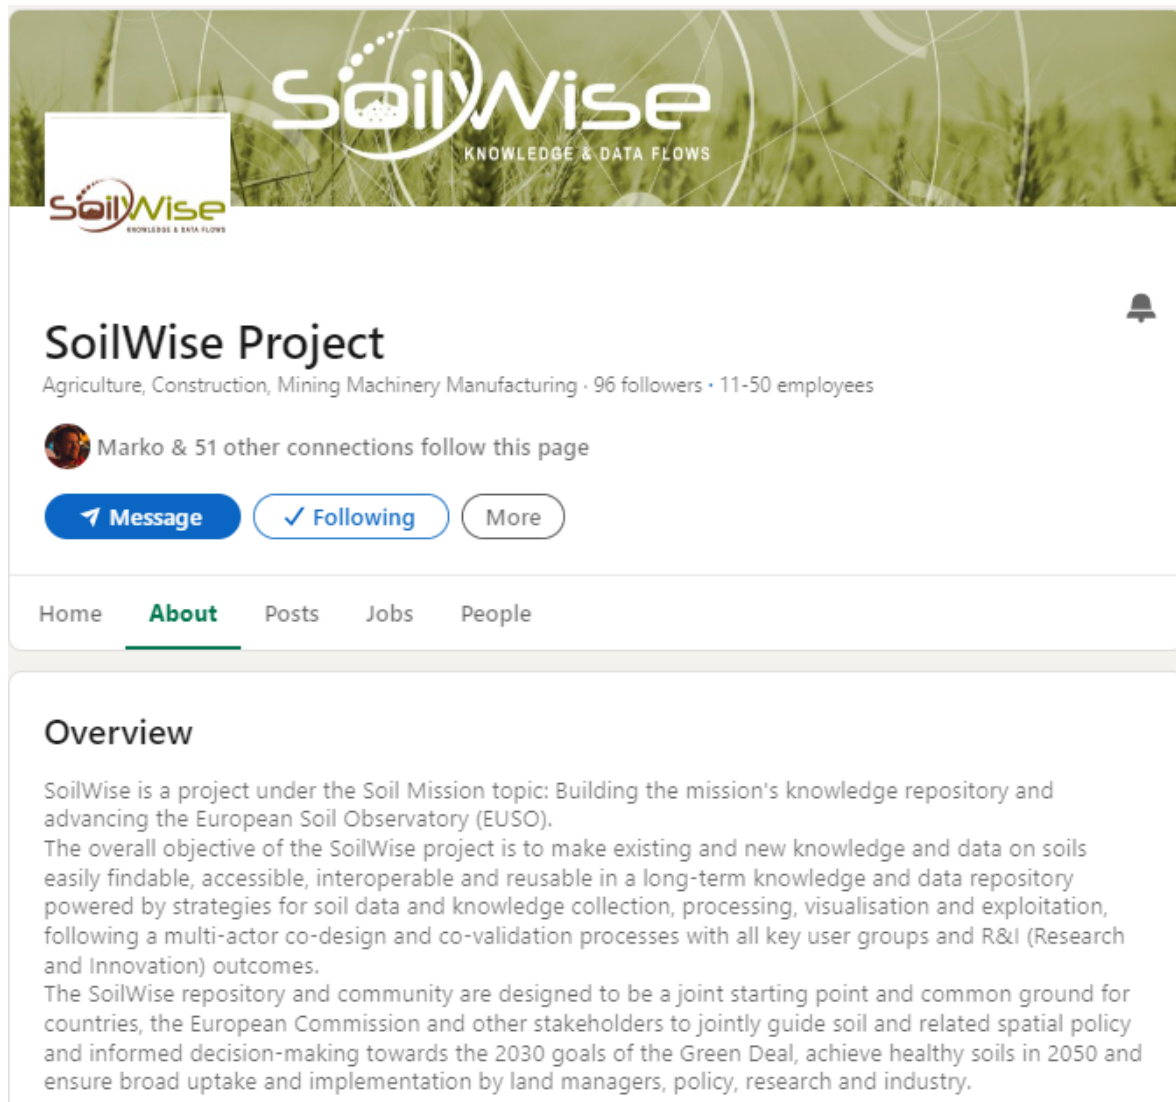 SoilWise
KNOWLEDGE & DATA FLOWS
SoilWise
KNOWLEDGE & DATA FLOWS
SoilWise Project
Agriculture, Construction, Mining Machinery Manufacturing · 96 followers · 11-50 employees
Marko & 51 other connections follow this page
Message
Following
More
Home About Posts Jobs People
Overview
SoilWise is a project under the Soil Mission topic: Building the mission's knowledge repository and
advancing the European Soil Observatory (EUSO).
The overall objective of the SoilWise project is to make existing and new knowledge and data on soils
easily findable, accessible, interoperable and reusable in a long-term knowledge and data repository
powered by strategies for soil data and knowledge collection, processing, visualisation and exploitation,
following a multi-actor co-design and co-validation processes with all key user groups and R&I (Research
and Innovation) outcomes.
The SoilWise repository and community are designed to be a joint starting point and common ground for
countries, the European Commission and other stakeholders to jointly guide soil and related spatial policy
and informed decision-making towards the 2030 goals of the Green Deal, achieve healthy soils in 2050 and
ensure broad uptake and implementation by land managers, policy, research and industry.